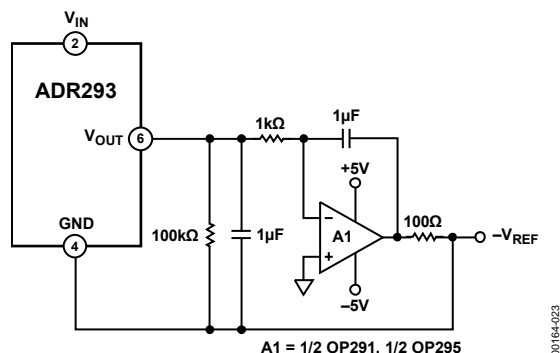 V_IN
2
ADR293
V_OUT 6
1kΩ
1µF
+5V
GND
4
100kΩ
1µF
−
A1
+
100Ω
−V_REF
−5V
A1 = 1/2 OP291, 1/2 OP295
00164-023